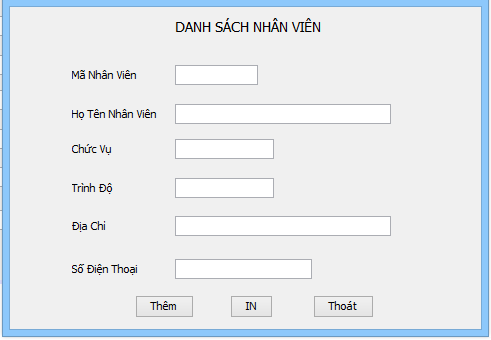 DANH SÁCH NHÂN VIÊN
Mã Nhân Viên
Họ Tên Nhân Viên
Chức Vụ
Trình Độ
Địa Chỉ
Số Điện Thoại
Thêm IN Thoát